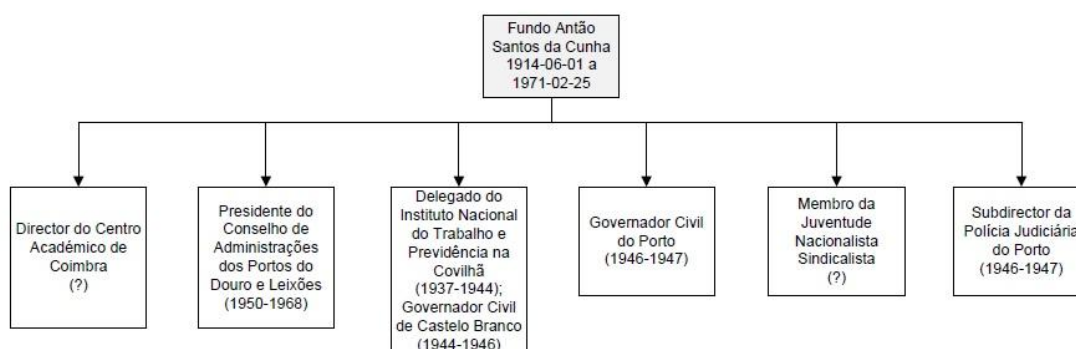 Fundo Antão
Santos da Cunha
1914-06-01 a
1971-02-25
Director do Centro
Académico de
Coimbra
(?)
Presidente do
Conselho de
Administrações
dos Portos do
Douro e Leixões
(1950-1968)
Delegado do
Instituto Nacional
do Trabalho e
Previdência na
Covilhã
(1937-1944);
Governador Civil
de Castelo Branco
(1944-1946)
Governador Civil
do Porto
(1946-1947)
Membro da
Juventude
Nacionalista
Sindicalista
(?)
Subdirector da
Polícia Judiciária
do Porto
(1946-1947)